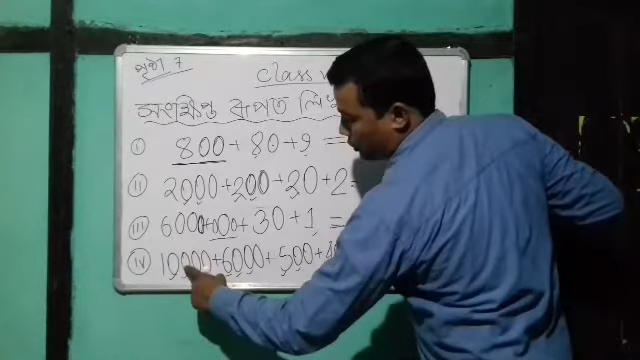 পৃষ্ঠা 7
Class
সংক্ষিপ্ত ৰূপত লিখ
(i) 800 + 80 + 9 =
(ii) 2000 + 200 + 20 + 2 =
(iii) 6000 + 00 + 30 + 1 =
(iv) 10000 + 6000 + 500 +